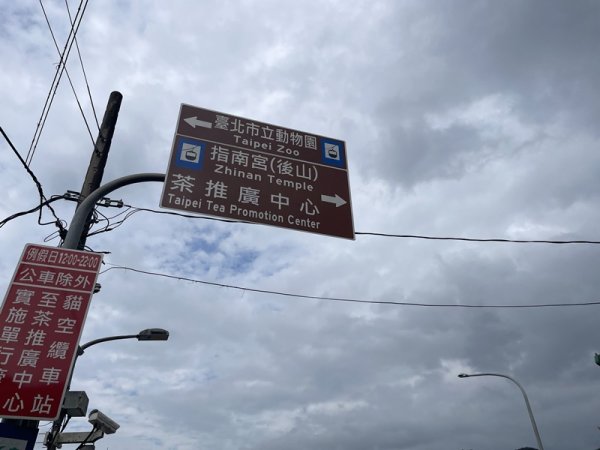 臺北市立動物園
Taipei Zoo
指南宮(後山)
Zhinan Temple
茶推廣中心
Taipei Tea Promotion Center
例假日12:00-22:00
公車除外
貓空纜車站
至茶推廣中心
實施單行